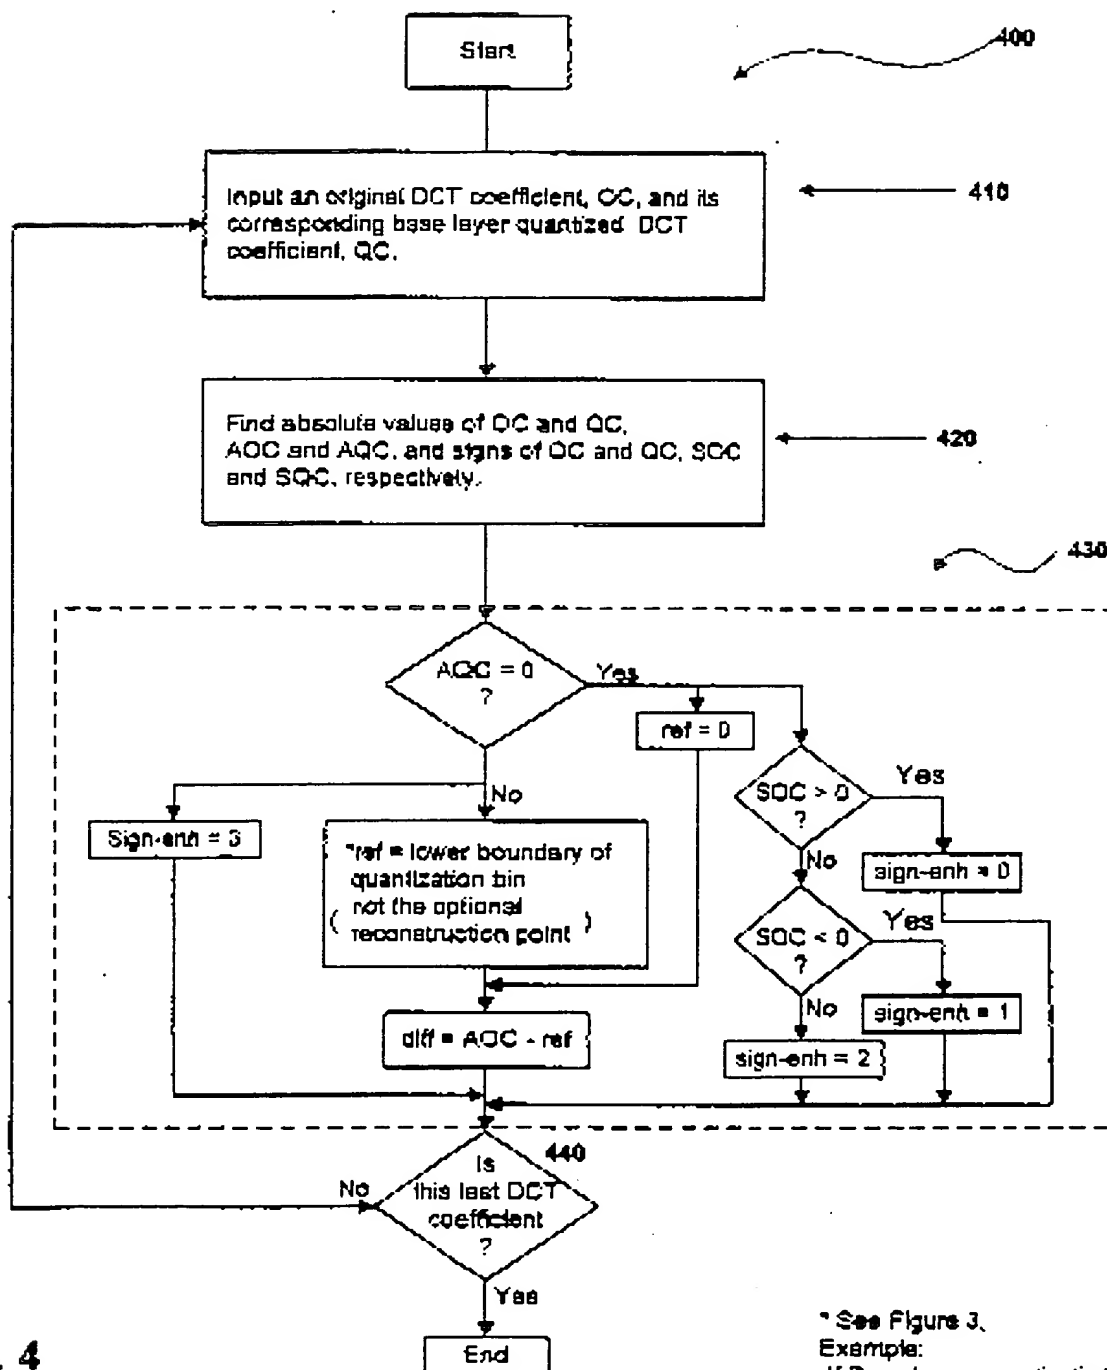 Start
400
Input an original DCT coefficient, OC, and its
corresponding base layer quantized DCT
coefficient, QC.
410
Find absolute values of OC and QC,
AOC and AQC, and signs of OC and QC, SOC
and SQC, respectively.
420
430
AQC = 0
?
Yes
ref = 0
No
SOC > 0
?
Yes
Sign-enh = 3
*ref = lower boundary of
quantization bin
( not the optional
reconstruction point )
No
sign-enh = 0
SOC < 0
?
Yes
No
sign-enh = 1
diff = AOC - ref
sign-enh = 2
440
Is
this last DCT
coefficient
?
No
Yes
End
* See Figure 3.
Example:
4